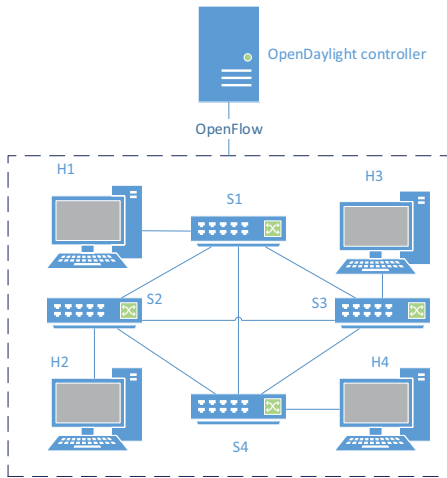 OpenDaylight controller
OpenFlow
H1
H3
S1
S2
S3
H2
H4
S4